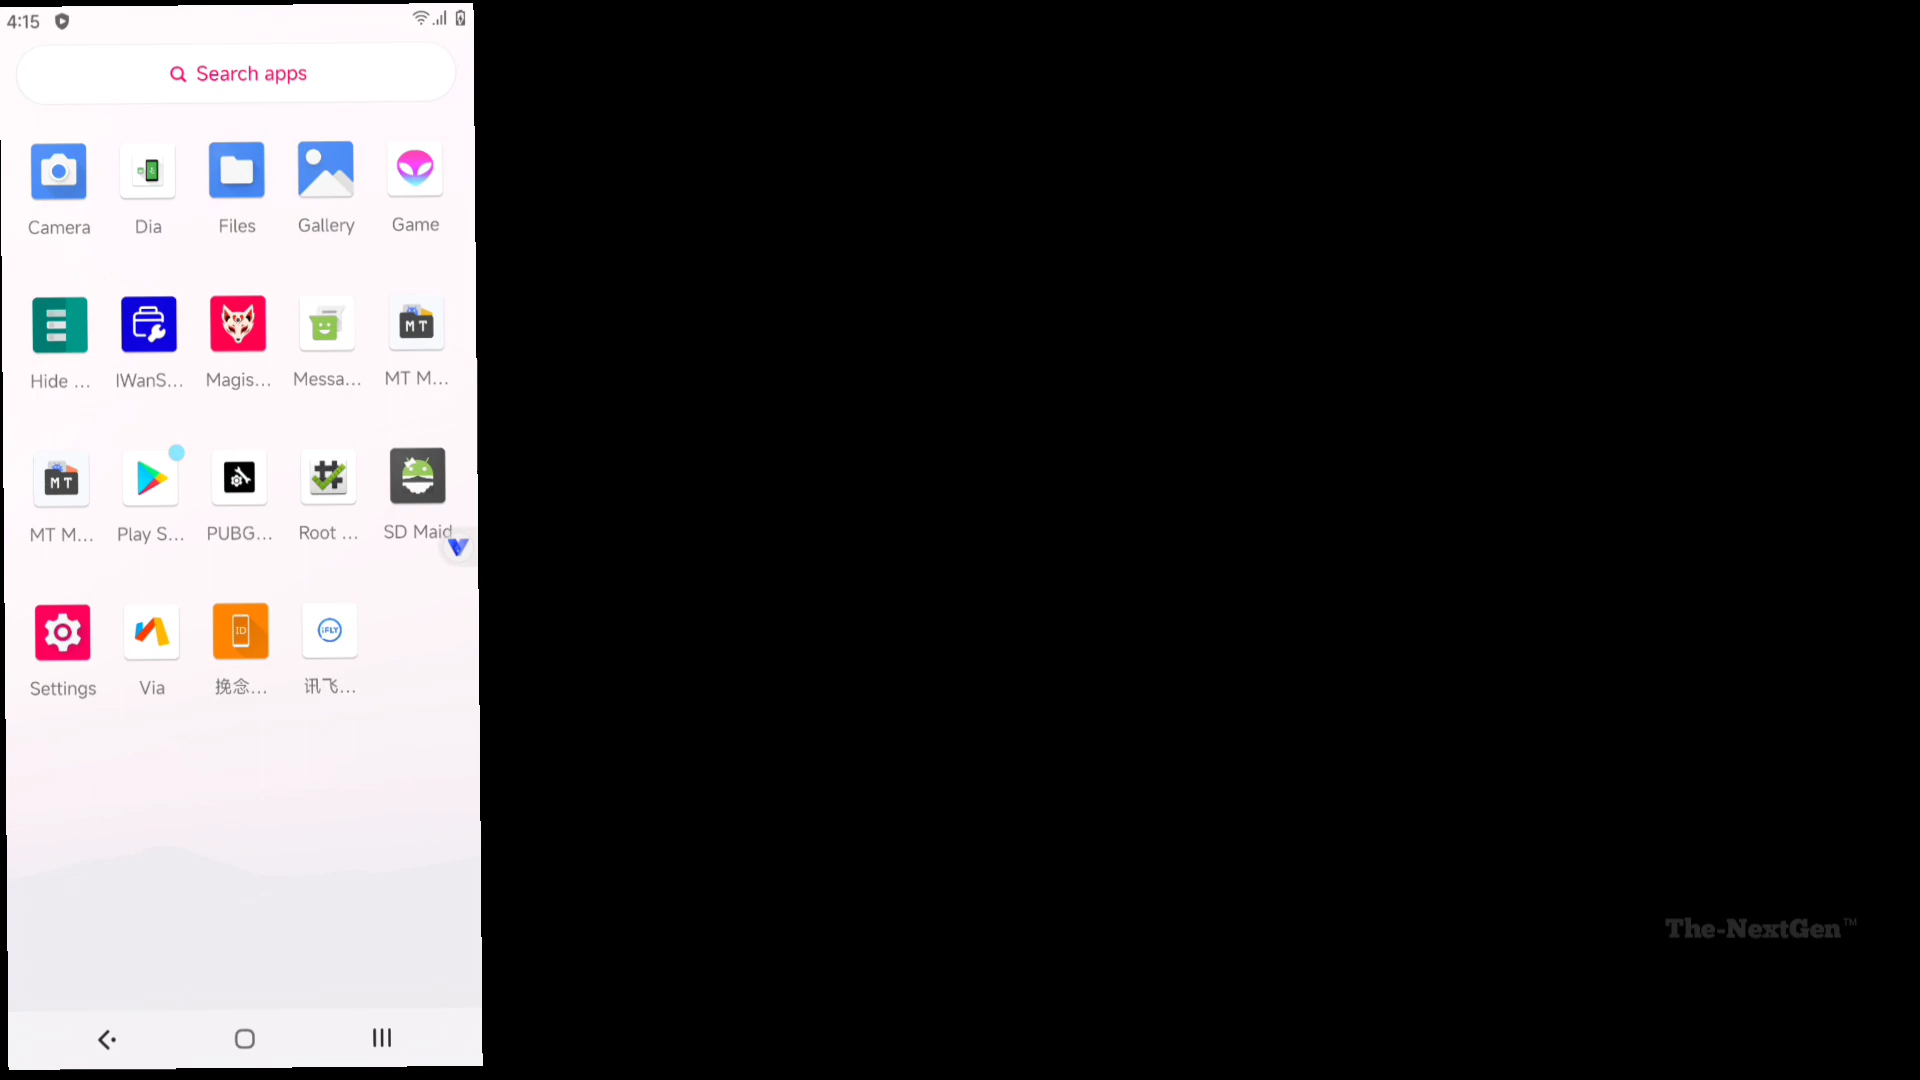 4:15
Search apps
Camera
Dia
Files
Gallery
Game
MT
Hide ...
IWanS...
Magis...
Messa...
MT M...
MT
MT M...
Play S...
PUBG...
Root ...
SD Maid
ID
iFLY
Settings
Via
挽念...
讯飞...
The-NextGen™